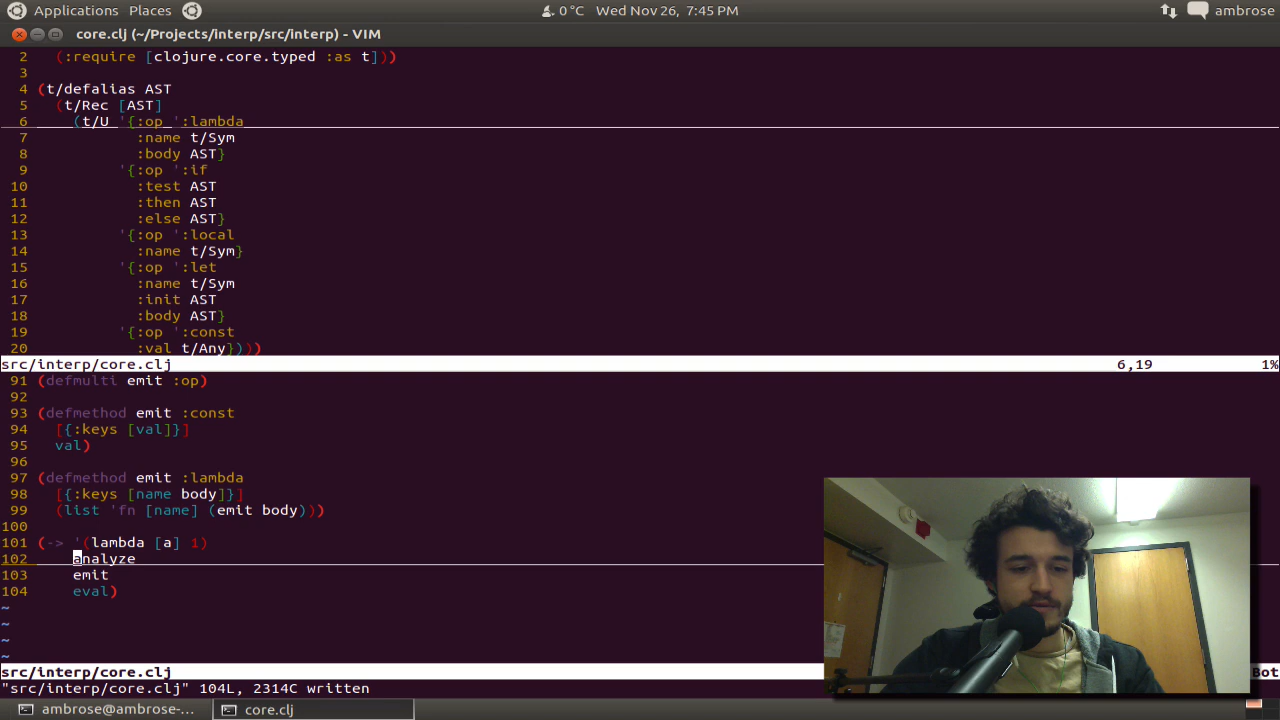 Applications Places 0 °C Wed Nov 26, 7:45 PM ambrose
core.clj (~/Projects/interp/src/interp) - VIM
2 (:require [clojure.core.typed :as t]))
3
4 (t/defalias AST
5 (t/Rec [AST]
6 (t/U '{:op ':lambda
7 :name t/Sym
8 :body AST}
9 '{:op ':if
10 :test AST
11 :then AST
12 :else AST}
13 '{:op ':local
14 :name t/Sym}
15 '{:op ':let
16 :name t/Sym
17 :init AST
18 :body AST}
19 '{:op ':const
20 :val t/Any})))
src/interp/core.clj 6,19 1%
91 (defmulti emit :op)
92
93 (defmethod emit :const
94 [{:keys [val]}]
95 val)
96
97 (defmethod emit :lambda
98 [{:keys [name body]}]
99 (list 'fn [name] (emit body)))
100
101 (-> '(lambda [a] 1)
102 analyze
103 emit
104 eval)
~
~
~
~
src/interp/core.clj Bot
"src/interp/core.clj" 104L, 2314C written
ambrose@ambrose-... core.clj